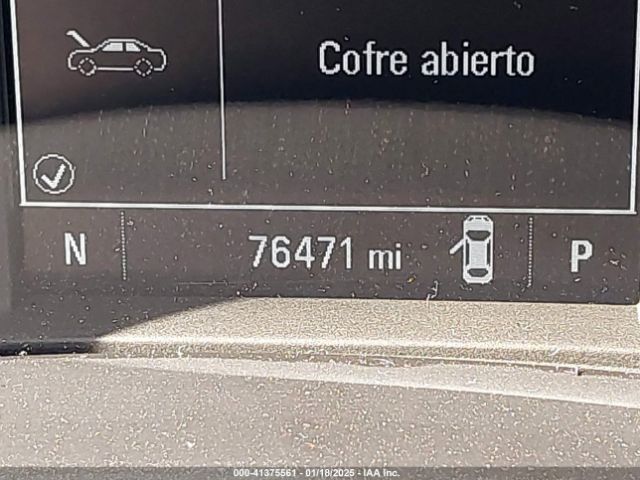 Cofre abierto
N 76471 mi P
000-41375561 - 01/18/2025 - IAA Inc.